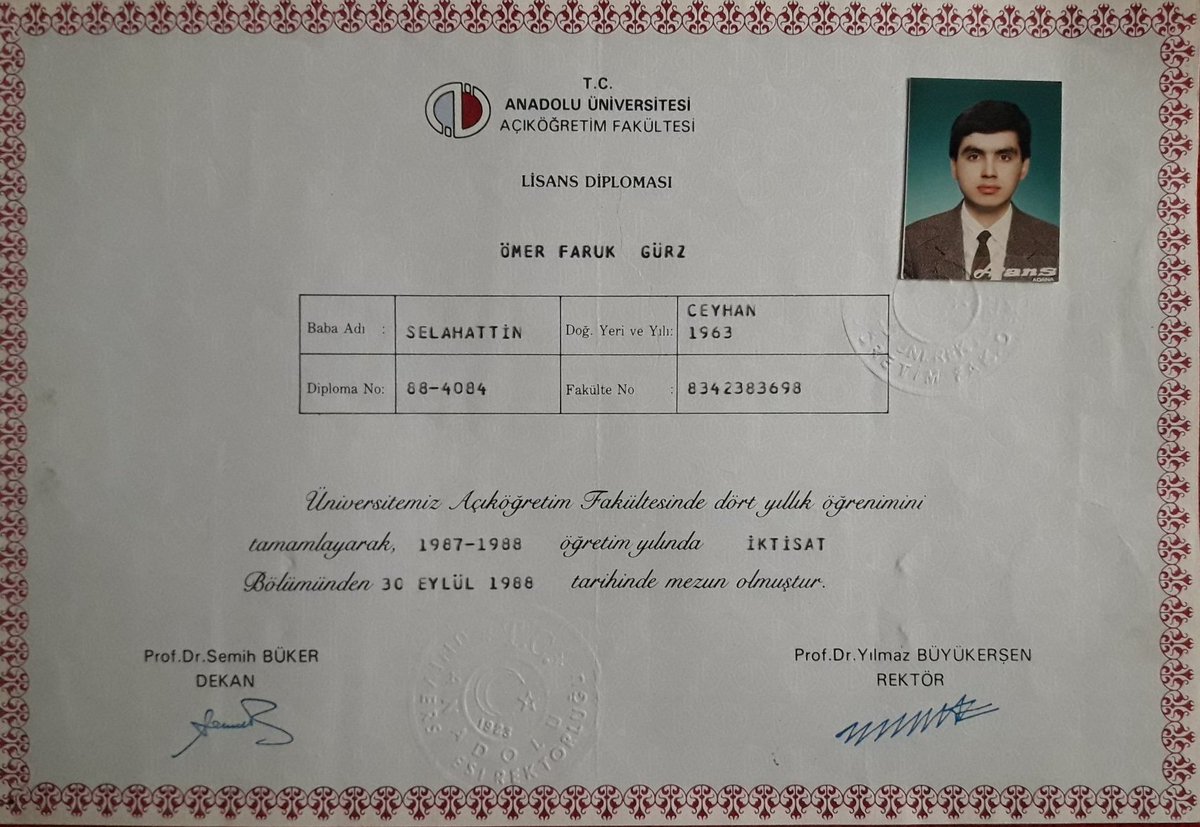 T.C.
ANADOLU ÜNİVERSİTESİ
AÇIKÖĞRETİM FAKÜLTESİ
LİSANS DİPLOMASI
ÖMER FARUK GÜRZ
Baba Adı : SELAHATTİN Doğ. Yeri ve Yılı: CEYHAN 1963
Diploma No: 88-4084 Fakülte No : 8342383698
Üniversitemiz Açıköğretim Fakültesinde dört yıllık öğrenimini
tamamlayarak, 1987-1988 öğretim yılında İKTİSAT
Bölümünden 30 EYLÜL 1988 tarihinde mezun olmuştur.
Prof.Dr.Semih BÜKER
DEKAN
Prof.Dr.Yılmaz BÜYÜKERŞEN
REKTÖR
ADANA
T.C.
1923